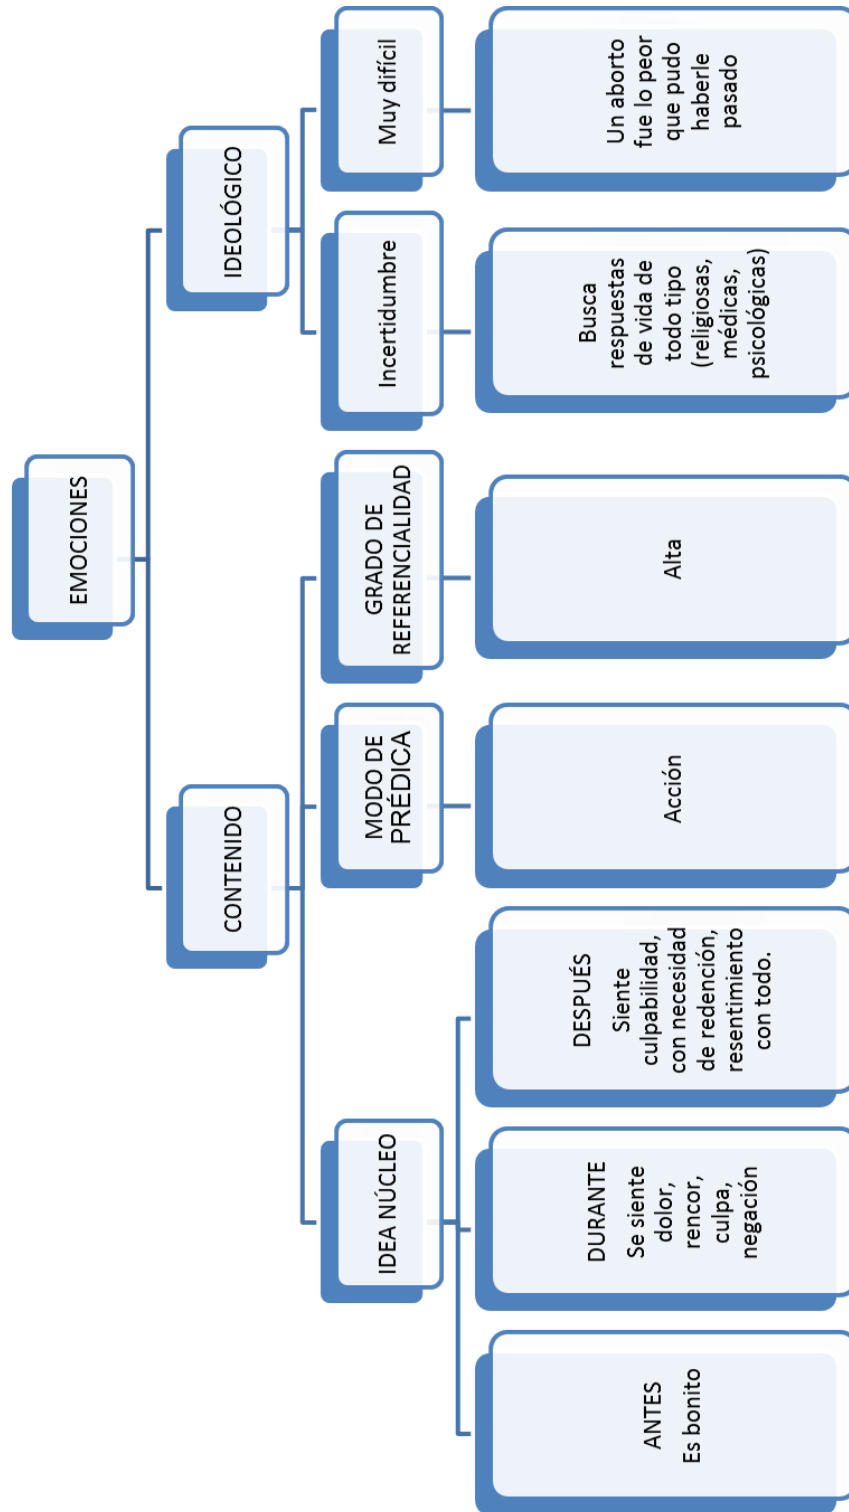 EMOCIONES
CONTENIDO
IDEOLÓGICO
IDEA NÚCLEO
MODO DE
PRÉDICA
GRADO DE
REFERENCIALIDAD
Incertidumbre
Muy difícil
ANTES
Es bonito
DURANTE
Se siente
dolor,
rencor,
culpa,
negación
DESPUÉS
Siente
culpabilidad,
con necesidad
de redención,
resentimiento
con todo.
Acción
Alta
Busca
respuestas
de vida de
todo tipo
(religiosas,
médicas,
psicológicas)
Un aborto
fue lo peor
que pudo
haberle
pasado